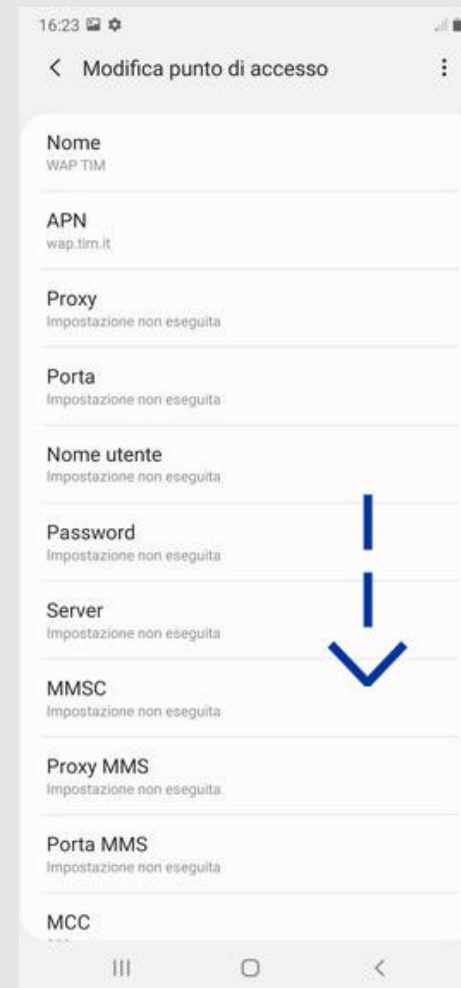 16:23
Modifica punto di accesso
Nome
WAP TIM
APN
wap.tim.it
Proxy
Impostazione non eseguita
Porta
Impostazione non eseguita
Nome utente
Impostazione non eseguita
Password
Impostazione non eseguita
Server
Impostazione non eseguita
MMSC
Impostazione non eseguita
Proxy MMS
Impostazione non eseguita
Porta MMS
Impostazione non eseguita
MCC